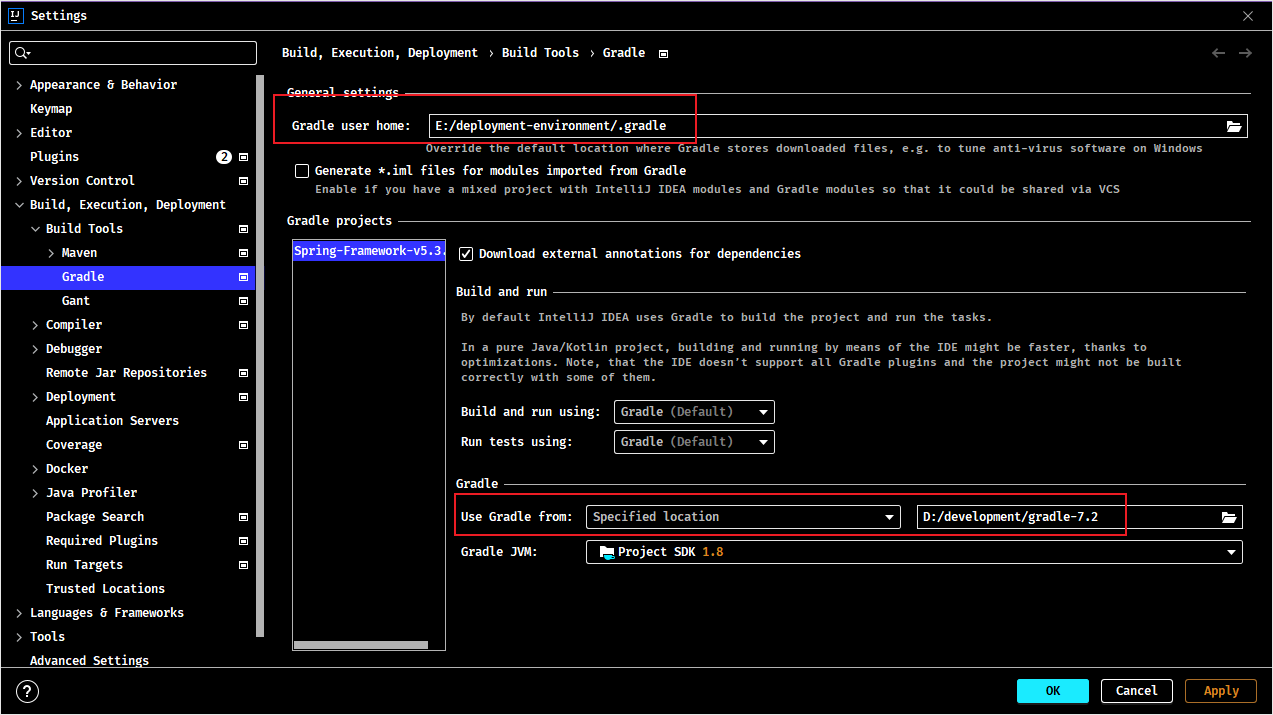 IJ Settings
Build, Execution, Deployment › Build Tools › Gradle
Appearance & Behavior
Keymap
Editor
Plugins 2
Version Control
Build, Execution, Deployment
Build Tools
Maven
Gradle
Gant
Compiler
Debugger
Remote Jar Repositories
Deployment
Application Servers
Coverage
Docker
Java Profiler
Package Search
Required Plugins
Run Targets
Trusted Locations
Languages & Frameworks
Tools
Advanced Settings
General settings
Gradle user home: E:/deployment-environment/.gradle
Override the default location where Gradle stores downloaded files, e.g. to tune anti-virus software on Windows
Generate *.iml files for modules imported from Gradle
Enable if you have a mixed project with IntelliJ IDEA modules and Gradle modules so that it could be shared via VCS
Gradle projects
Spring-Framework-v5.3.
Download external annotations for dependencies
Build and run
By default IntelliJ IDEA uses Gradle to build the project and run the tasks.
In a pure Java/Kotlin project, building and running by means of the IDE might be faster, thanks to
optimizations. Note, that the IDE doesn't support all Gradle plugins and the project might not be built
correctly with some of them.
Build and run using: Gradle (Default)
Run tests using: Gradle (Default)
Gradle
Use Gradle from: Specified location D:/development/gradle-7.2
Gradle JVM: Project SDK 1.8
? OK Cancel Apply